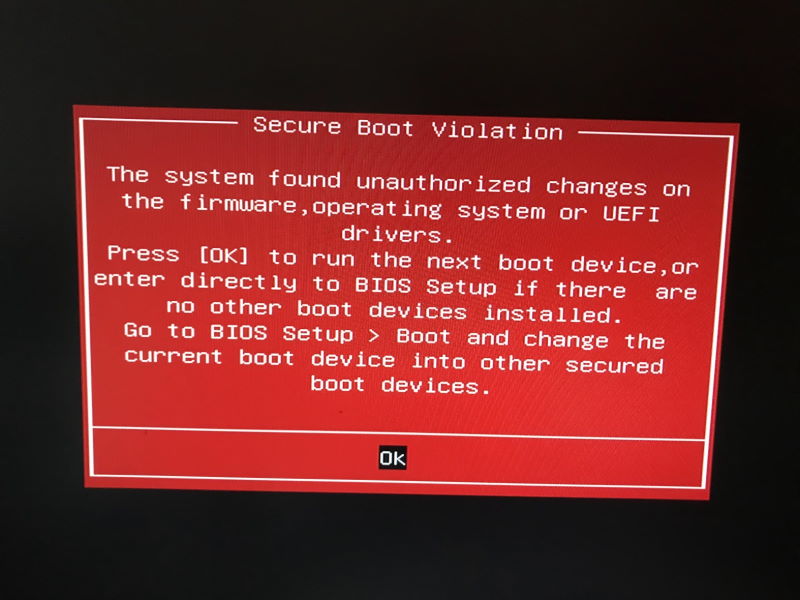 Secure Boot Violation
The system found unauthorized changes on
the firmware,operating system or UEFI
drivers.
Press [OK] to run the next boot device,or
enter directly to BIOS Setup if there  are
no other boot devices installed.
Go to BIOS Setup > Boot and change the
current boot device into other secured
boot devices.
OK